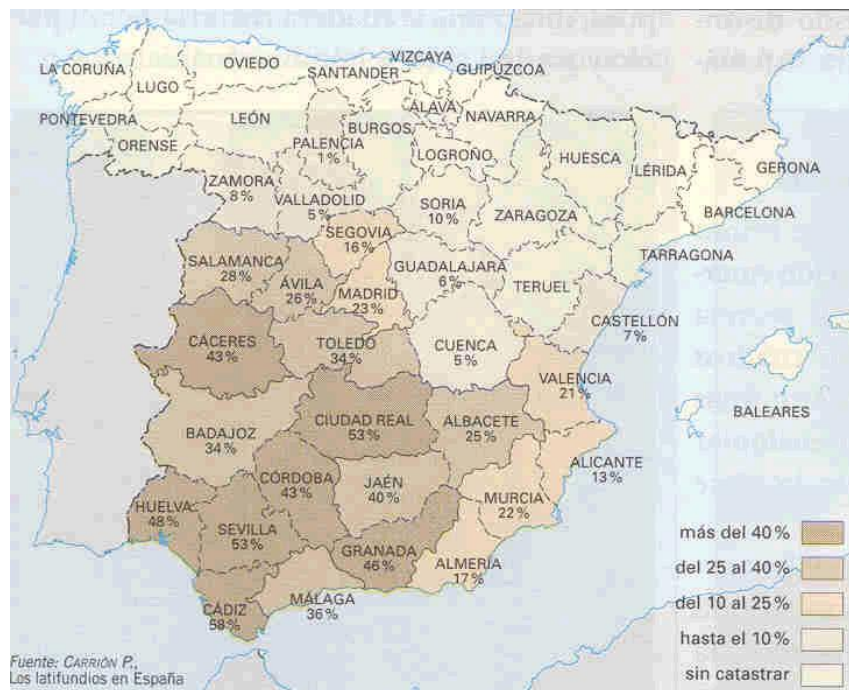 LA CORUÑA
LUGO
OVIEDO
SANTANDER
VIZCAYA
GUIPÚZCOA
ÁLAVA
NAVARRA
PONTEVEDRA
ORENSE
LEÓN
PALENCIA
1%
BURGOS
LOGROÑO
HUESCA
LÉRIDA
GERONA
BARCELONA
TARRAGONA
ZAMORA
8%
VALLADOLID
5%
SORIA
10%
ZARAGOZA
SEGOVIA
16%
SALAMANCA
28%
ÁVILA
26%
MADRID
23%
GUADALAJARA
6%
TERUEL
CASTELLÓN
7%
CÁCERES
43%
TOLEDO
34%
CUENCA
5%
VALENCIA
21%
BALEARES
BADAJOZ
34%
CIUDAD REAL
53%
ALBACETE
25%
ALICANTE
13%
HUELVA
48%
CÓRDOBA
43%
JAÉN
40%
MURCIA
22%
SEVILLA
53%
GRANADA
46%
ALMERÍA
17%
CÁDIZ
58%
MÁLAGA
36%
más del 40%
del 25 al 40%
del 10 al 25%
hasta el 10%
sin catastrar
Fuente: CARRIÓN P.,
Los latifundios en España